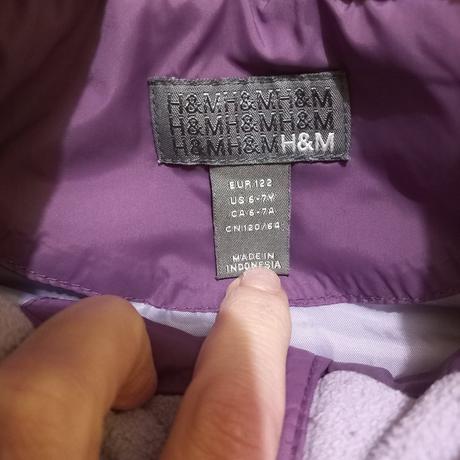 H&MH&MH&M
H&MH&MH&M
H&MH&MH&M
EUR 122
US 6-7Y
CA 6-7A
CN 120/64
MADE IN
INDONESIA